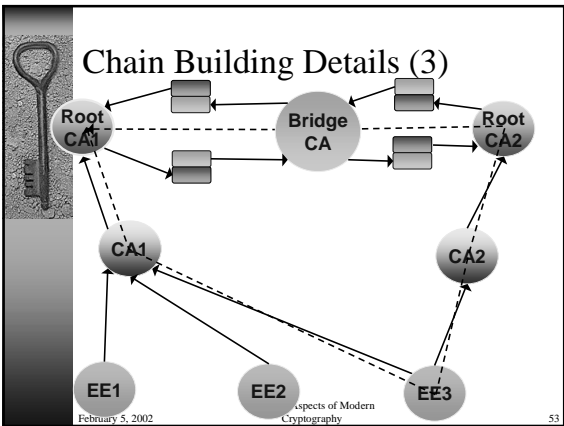 Chain Building Details (3)
Root
CA1
Bridge
CA
Root
CA2
CA1
CA2
EE1
EE2
EE3
February 5, 2002
Aspects of Modern
Cryptography
53